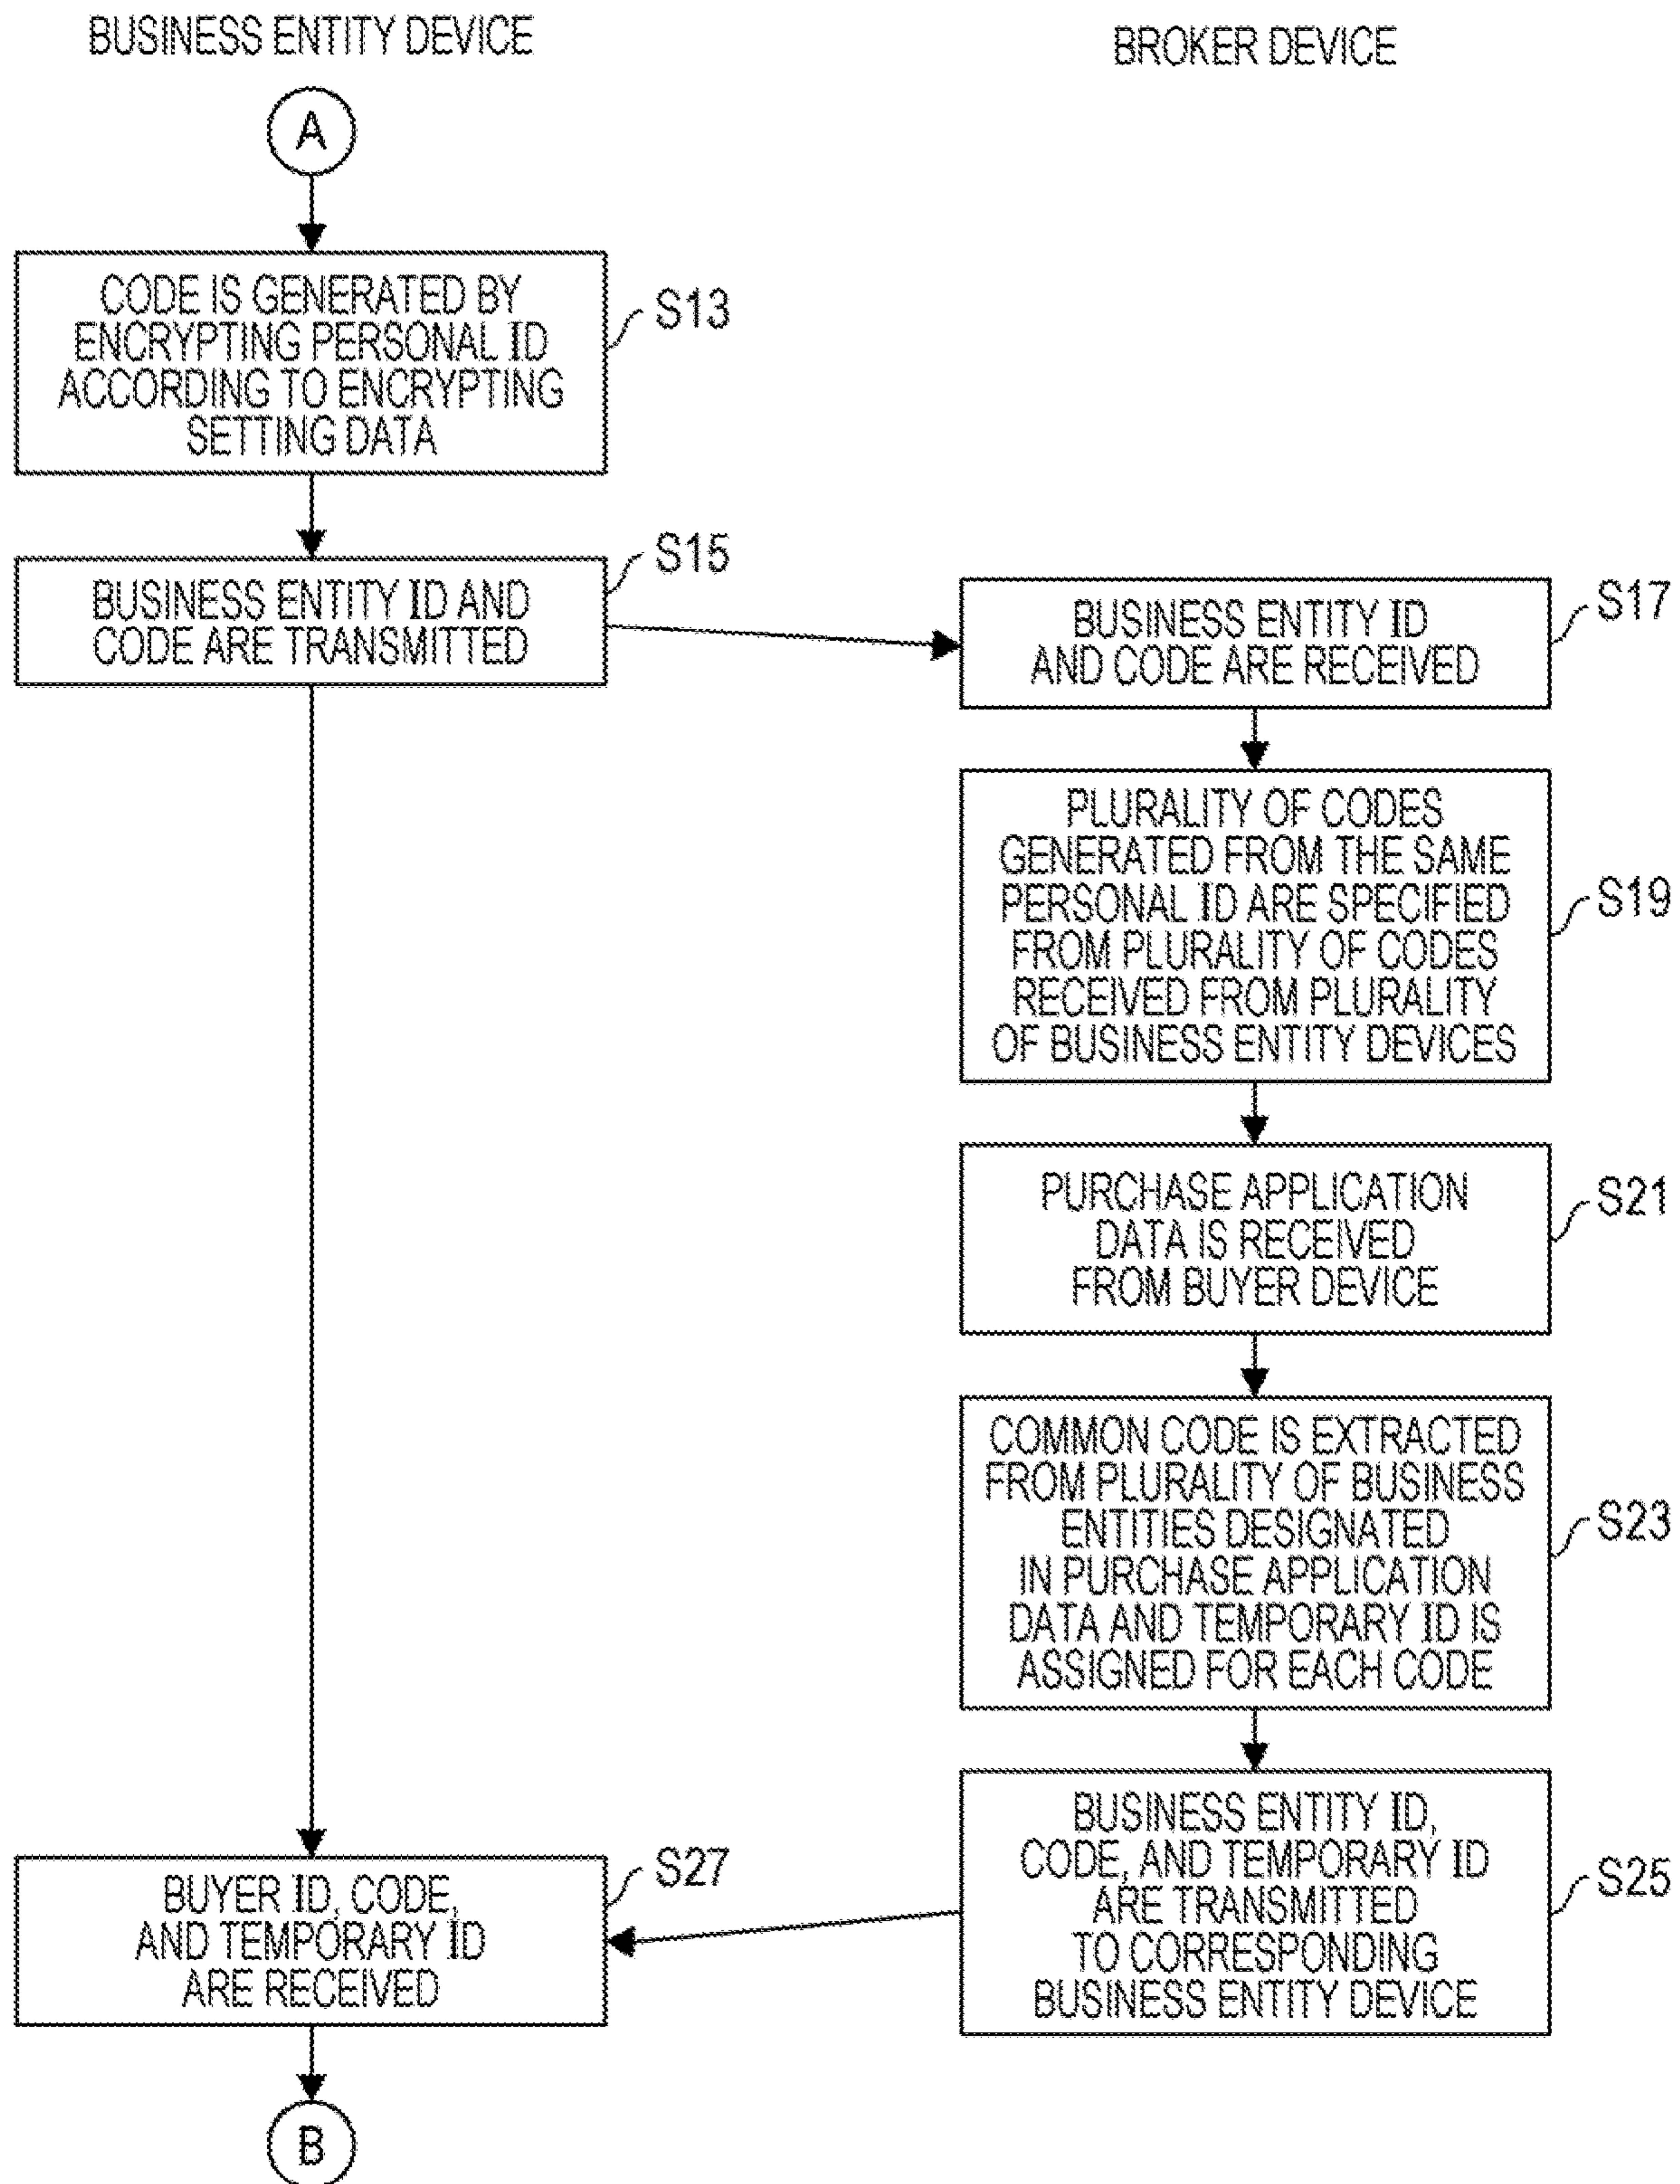 BUSINESS ENTITY DEVICE
BROKER DEVICE
A
CODE IS GENERATED BY
ENCRYPTING PERSONAL ID
ACCORDING TO ENCRYPTING
SETTING DATA
S13
BUSINESS ENTITY ID AND
CODE ARE TRANSMITTED
S15
BUSINESS ENTITY ID
AND CODE ARE RECEIVED
S17
PLURALITY OF CODES
GENERATED FROM THE SAME
PERSONAL ID ARE SPECIFIED
FROM PLURALITY OF CODES
RECEIVED FROM PLURALITY
OF BUSINESS ENTITY DEVICES
S19
PURCHASE APPLICATION
DATA IS RECEIVED
FROM BUYER DEVICE
S21
COMMON CODE IS EXTRACTED
FROM PLURALITY OF BUSINESS
ENTITIES DESIGNATED
IN PURCHASE APPLICATION
DATA AND TEMPORARY ID IS
ASSIGNED FOR EACH CODE
S23
BUSINESS ENTITY ID,
CODE, AND TEMPORARY ID
ARE TRANSMITTED
TO CORRESPONDING
BUSINESS ENTITY DEVICE
S25
BUYER ID, CODE,
AND TEMPORARY ID
ARE RECEIVED
S27
B